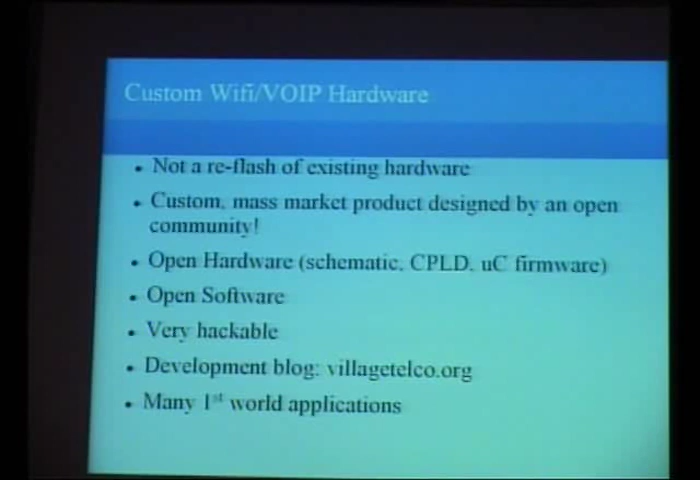 Custom Wifi/VOIP Hardware
• Not a re-flash of existing hardware
• Custom, mass market product designed by an open
community!
• Open Hardware (schematic, CPLD, uC firmware)
• Open Software
• Very hackable
• Development blog: villagetelco.org
• Many 1st world applications